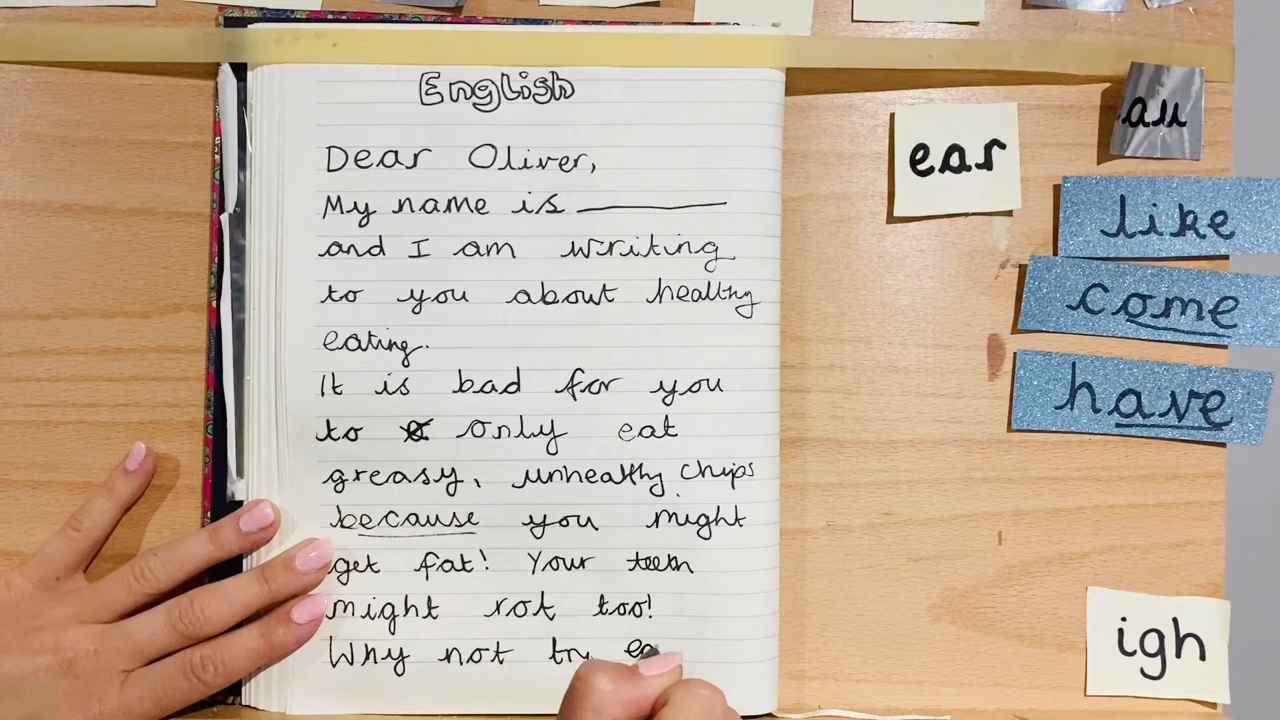 English
Dear Oliver,
My name is
and I am writing
to you about healthy
eating.
It is bad for you
to only eat
greasy, unhealthy chips
because you might
get fat! Your teeth
might rot too!
Why not try
ear
au
like
come
have
igh